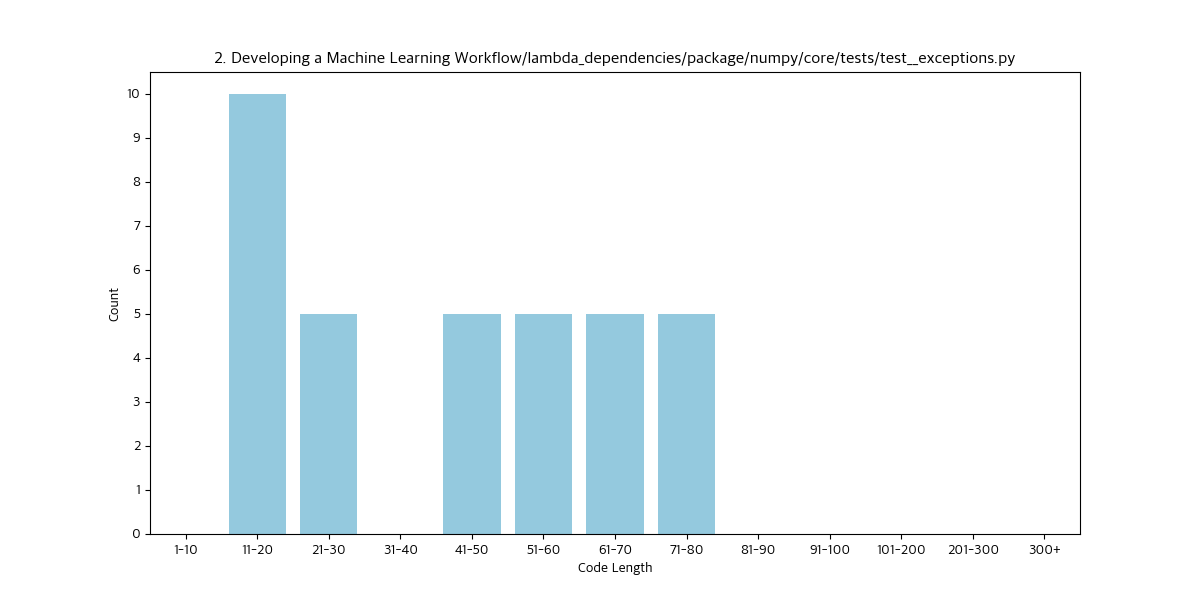 2. Developing a Machine Learning Workflow/lambda_dependencies/package/numpy/core/tests/test__exceptions.py
10
9
8
7
6
5
4
3
2
1
0
Count
1-10 11-20 21-30 31-40 41-50 51-60 61-70 71-80 81-90 91-100 101-200 201-300 300+
Code Length